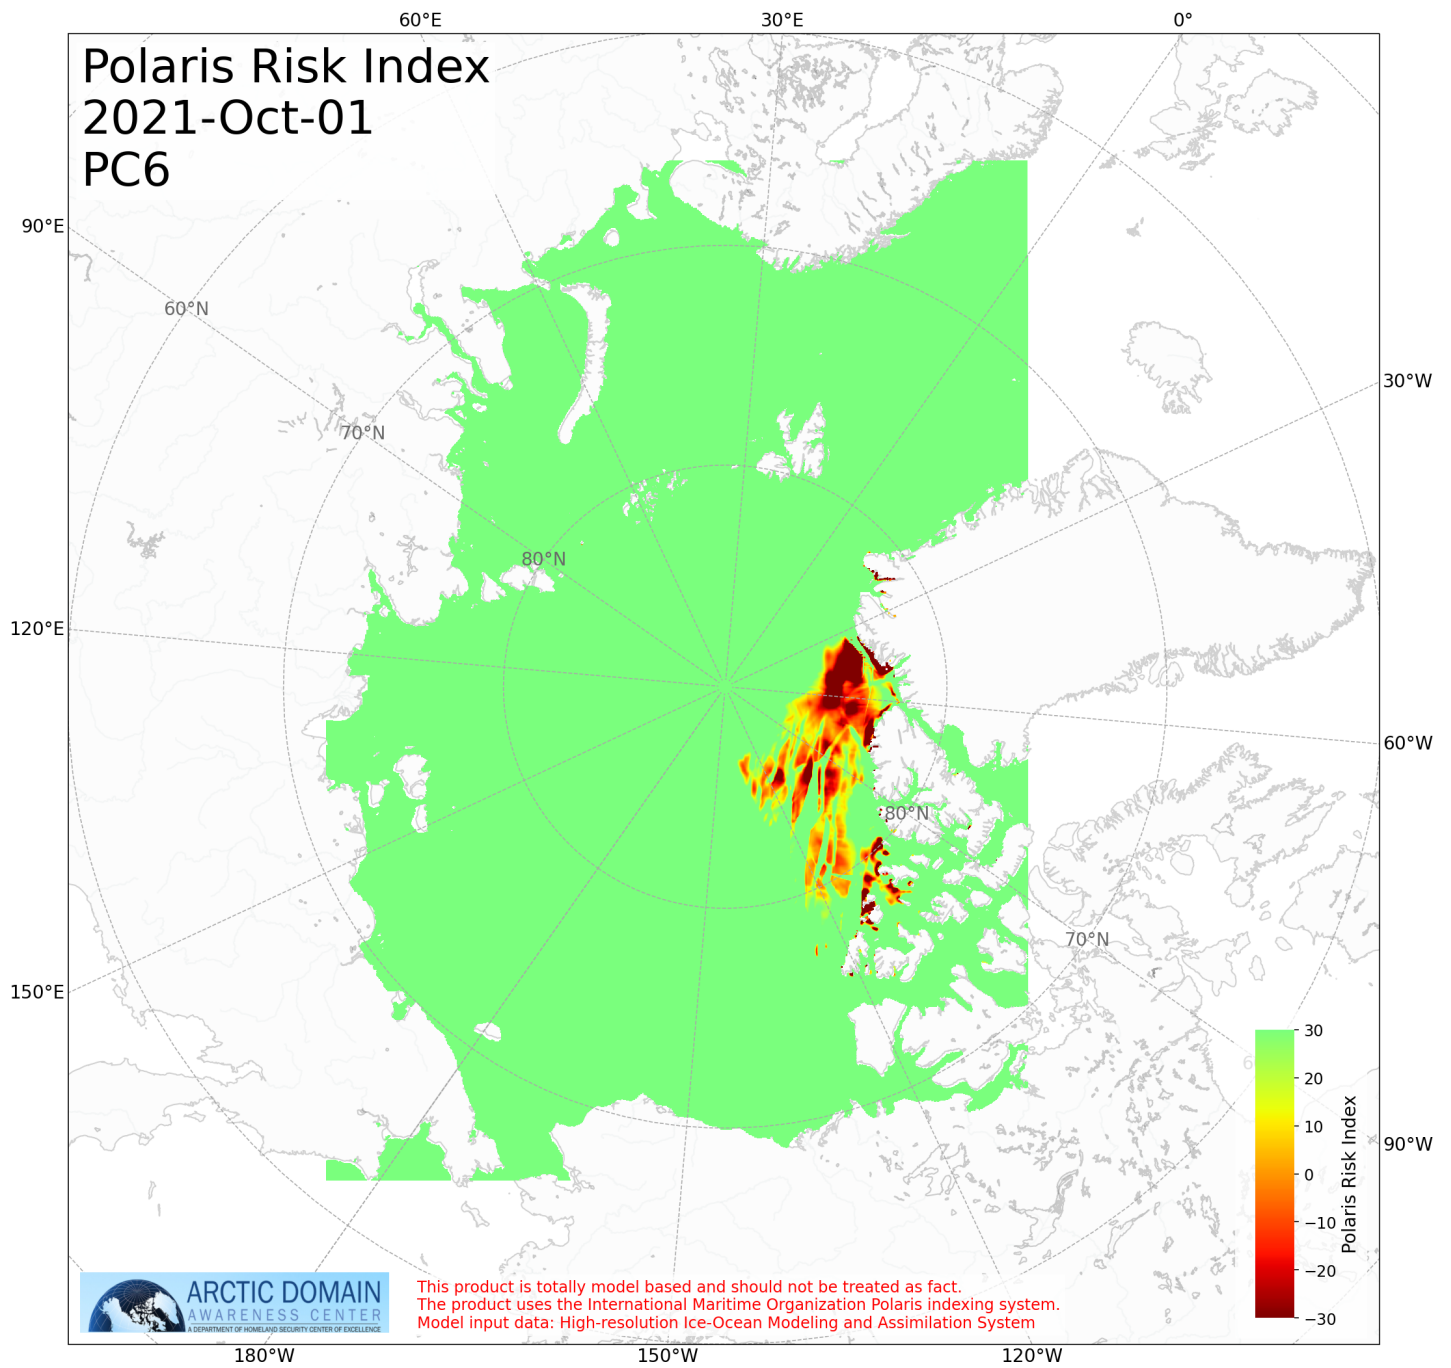 60°E
30°E
0°
Polaris Risk Index
2021-Oct-01
PC6
90°E
60°N
30°W
70°N
80°N
120°E
60°W
80°N
70°N
150°E
30
20
10
0
−10
−20
−30
Polaris Risk Index
90°W
ARCTIC DOMAIN
AWARENESS CENTER
A DEPARTMENT OF HOMELAND SECURITY CENTER OF EXCELLENCE
This product is totally model based and should not be treated as fact.
The product uses the International Maritime Organization Polaris indexing system.
Model input data: High-resolution Ice-Ocean Modeling and Assimilation System
180°W
150°W
120°W